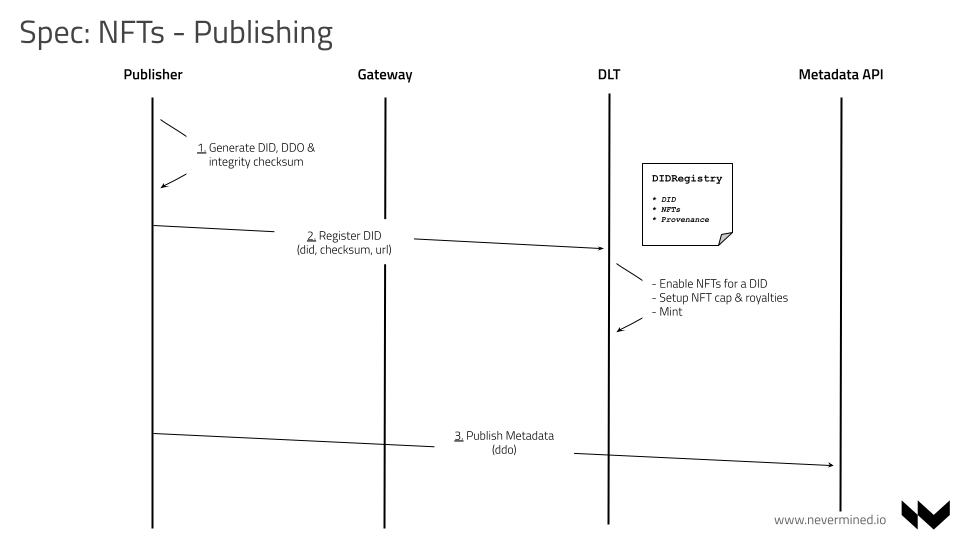 Spec: NFTs - Publishing
Publisher
Gateway
DLT
Metadata API
1. Generate DID, DDO &
integrity checksum
DIDRegistry
* DID
* NFTs
* Provenance
2. Register DID
(did, checksum, url)
- Enable NFTs for a DID
- Setup NFT cap & royalties
- Mint
3. Publish Metadata
(ddo)
www.nevermined.io